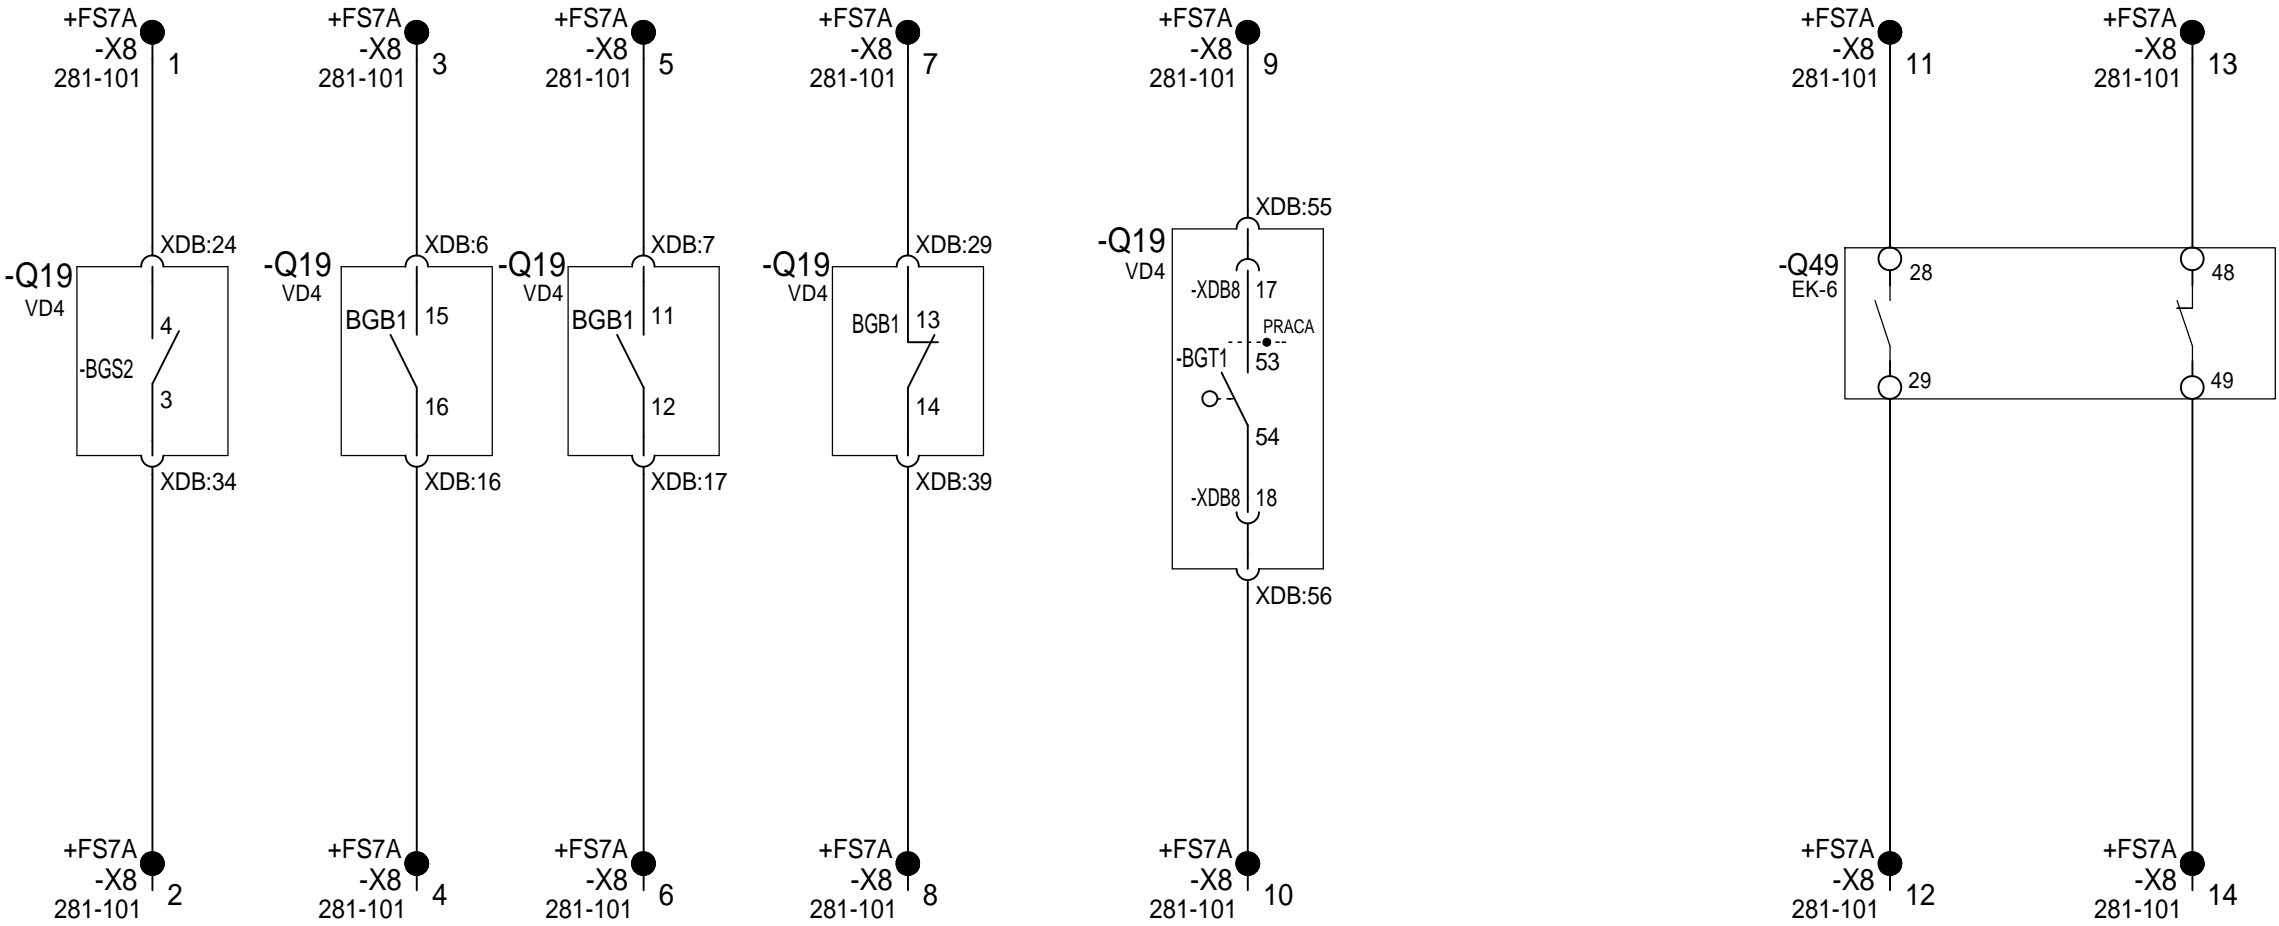 +FS7A
-X8
281-101
1
+FS7A
-X8
281-101
3
+FS7A
-X8
281-101
5
+FS7A
-X8
281-101
7
+FS7A
-X8
281-101
9
+FS7A
-X8
281-101
11
+FS7A
-X8
281-101
13
XDB:24
-Q19
VD4
4
-BGS2
3
XDB:34
XDB:6
-Q19
VD4
BGB1
15
16
XDB:16
XDB:7
-Q19
VD4
BGB1
11
12
XDB:17
XDB:29
-Q19
VD4
BGB1
13
14
XDB:39
XDB:55
-Q19
VD4
-XDB8
17
PRACA
-BGT1
53
54
-XDB8
18
XDB:56
-Q49
EK-6
28
29
48
49
+FS7A
-X8
281-101
2
+FS7A
-X8
281-101
4
+FS7A
-X8
281-101
6
+FS7A
-X8
281-101
8
+FS7A
-X8
281-101
10
+FS7A
-X8
281-101
12
+FS7A
-X8
281-101
14